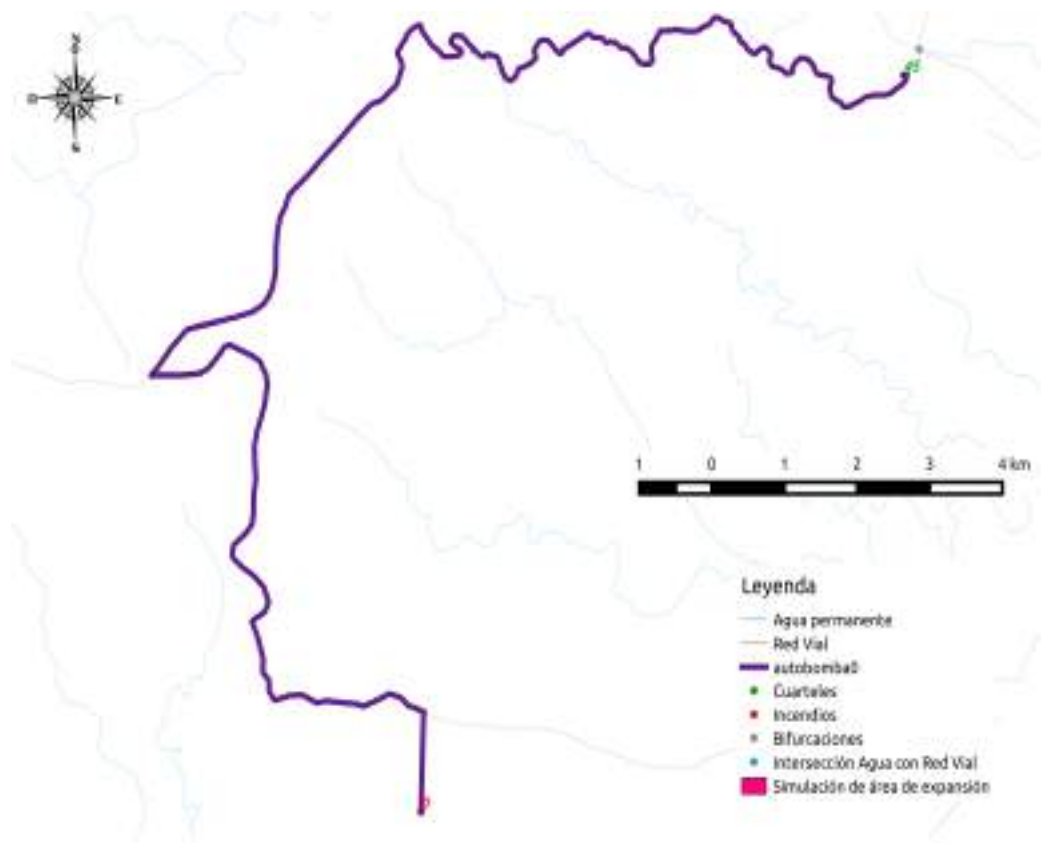 N
O
E
S
1 0 1 2 3 4 km
Leyenda
Agua permanente
Red Vial
autobomba0
Cuarteles
Incendios
Bifurcaciones
Intersección Agua con Red Vial
Simulación de área de expansión